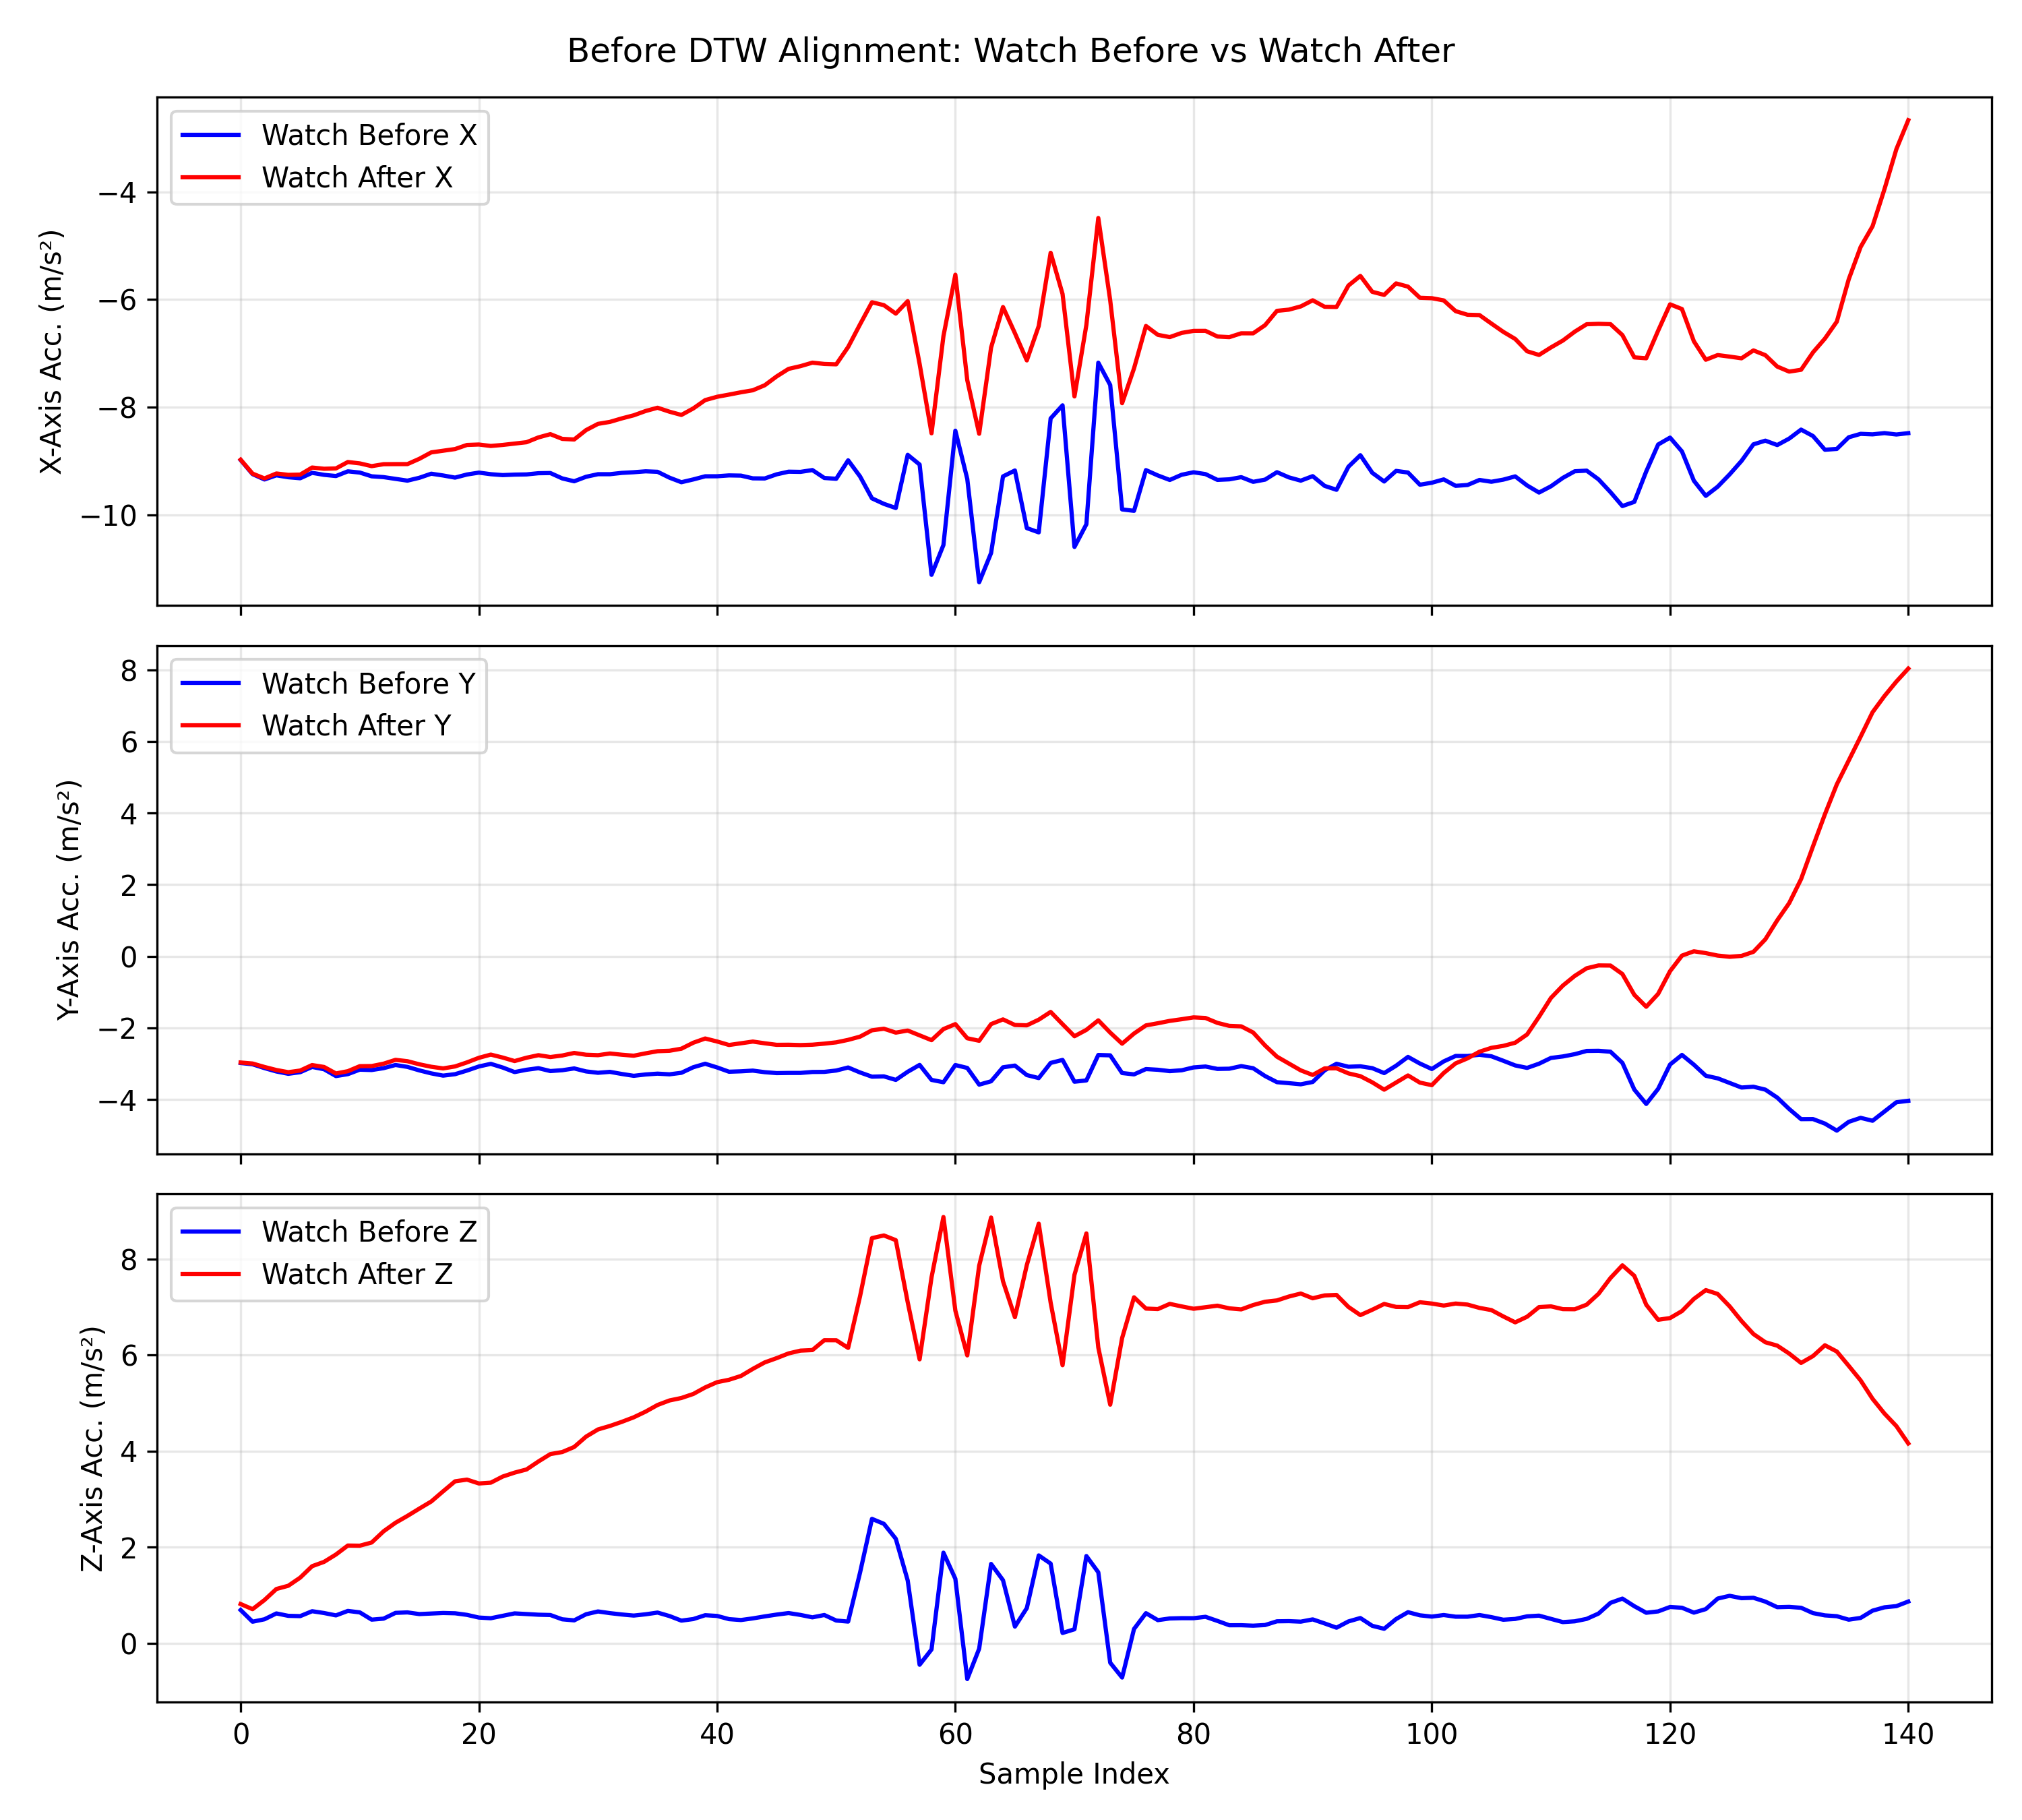 Before DTW Alignment: Watch Before vs Watch After
Watch Before X
Watch After X
X-Axis Acc. (m/s²)
−4
−6
−8
−10
Watch Before Y
Watch After Y
Y-Axis Acc. (m/s²)
8
6
4
2
0
−2
−4
Watch Before Z
Watch After Z
Z-Axis Acc. (m/s²)
8
6
4
2
0
0 20 40 60 80 100 120 140
Sample Index